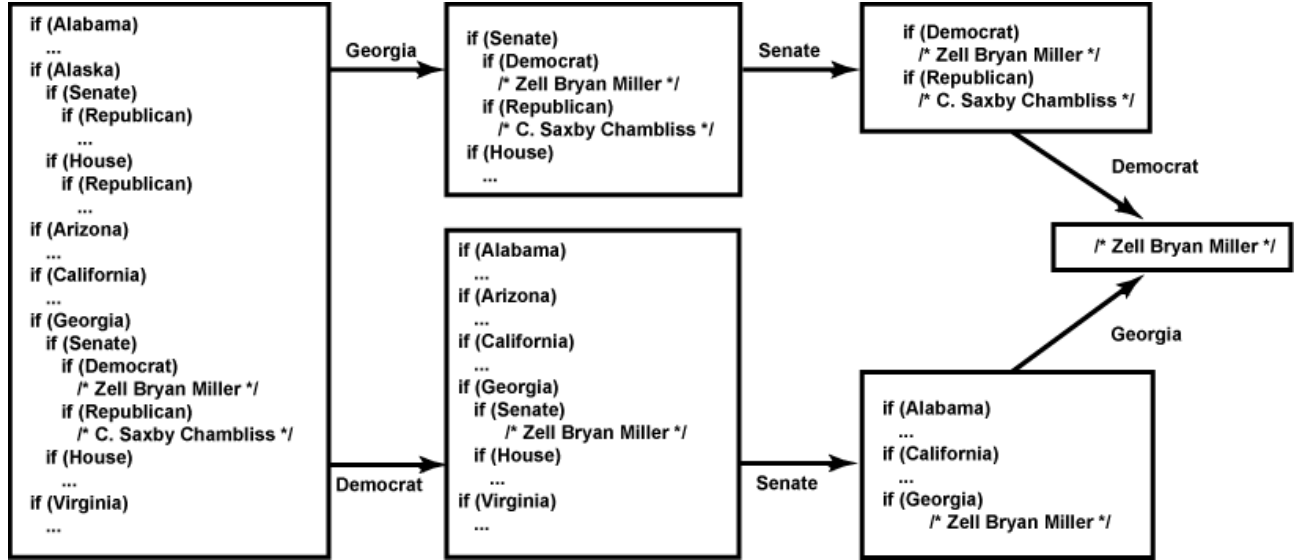 if (Alabama)
...
if (Alaska)
if (Senate)
if (Republican)
...
if (House)
if (Republican)
...
if (Arizona)
...
if (California)
...
if (Georgia)
if (Senate)
if (Democrat)
/* Zell Bryan Miller */
if (Republican)
/* C. Saxby Chambliss */
if (House)
...
if (Virginia)
...
Georgia
if (Senate)
if (Democrat)
/* Zell Bryan Miller */
if (Republican)
/* C. Saxby Chambliss */
if (House)
...
Senate
if (Democrat)
/* Zell Bryan Miller */
if (Republican)
/* C. Saxby Chambliss */
Democrat
/* Zell Bryan Miller */
Democrat
if (Alabama)
...
if (Arizona)
...
if (California)
...
if (Georgia)
if (Senate)
/* Zell Bryan Miller */
if (House)
...
if (Virginia)
...
Senate
if (Alabama)
...
if (California)
...
if (Georgia)
/* Zell Bryan Miller */
Georgia